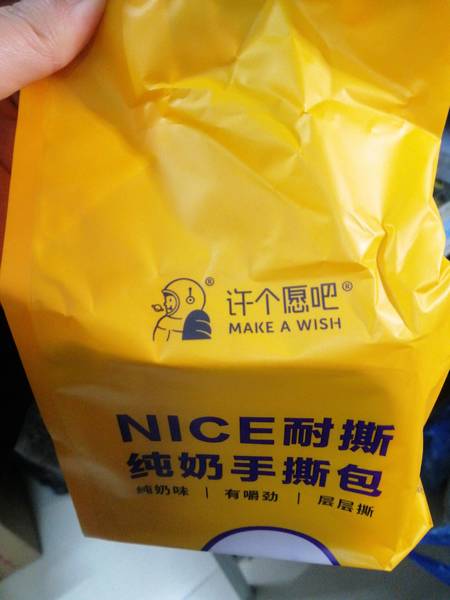 许个愿吧®
MAKE A WISH
®
NICE耐撕
纯奶手撕包
纯奶味 | 有嚼劲 | 层层撕